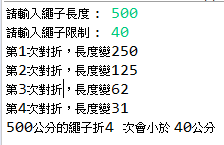 請輸入繩子長度： 500
請輸入繩子限制： 40
第1次對折，長度變250
第2次對折，長度變125
第3次對折，長度變62
第4次對折，長度變31
500公分的繩子折4 次會小於 40公分